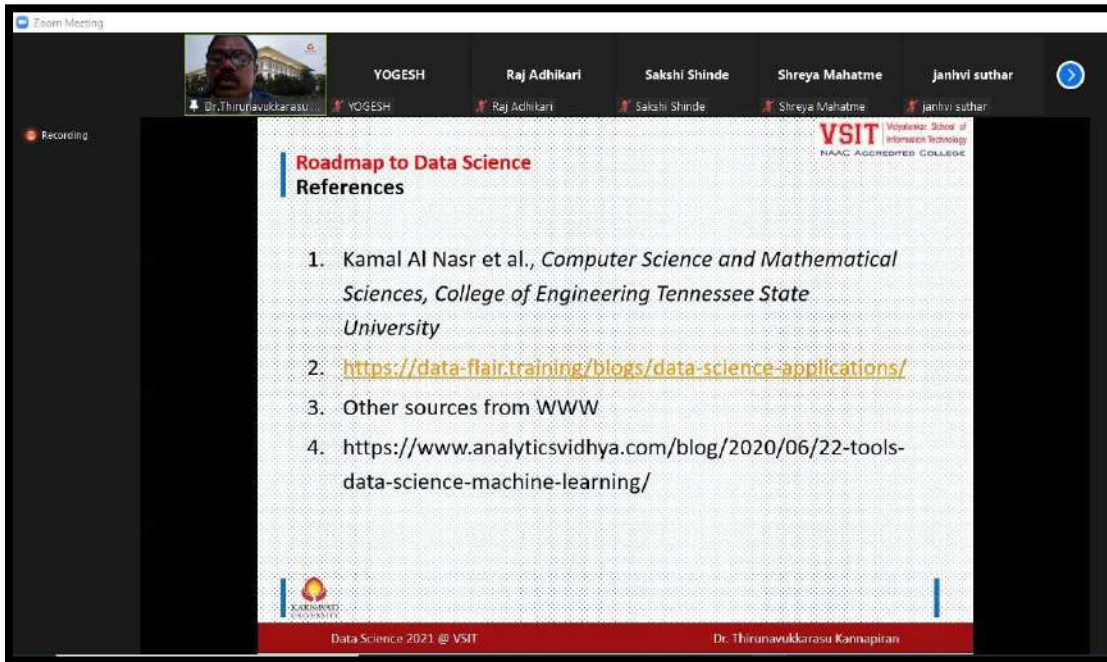 Zoom Meeting
YOGESH
Raj Adhikari
Sakshi Shinde
Shreya Mahatme
janhvi suthar
Dr.Thirunavukkarasu ...
YOGESH
Raj Adhikari
Sakshi Shinde
Shreya Mahatme
janhvi suthar
Recording
VSIT
Vidyalankar School of
Information Technology
NAAC ACCREDITED COLLEGE
Roadmap to Data Science
References
1. Kamal Al Nasr et al., Computer Science and Mathematical
Sciences, College of Engineering Tennessee State
University
2. https://data-flair.training/blogs/data-science-applications/
3. Other sources from WWW
4. https://www.analyticsvidhya.com/blog/2020/06/22-tools-
data-science-machine-learning/
KARNAVATI
UNIVERSITY
Data Science 2021 @ VSIT
Dr. Thirunavukkarasu Kannapiran